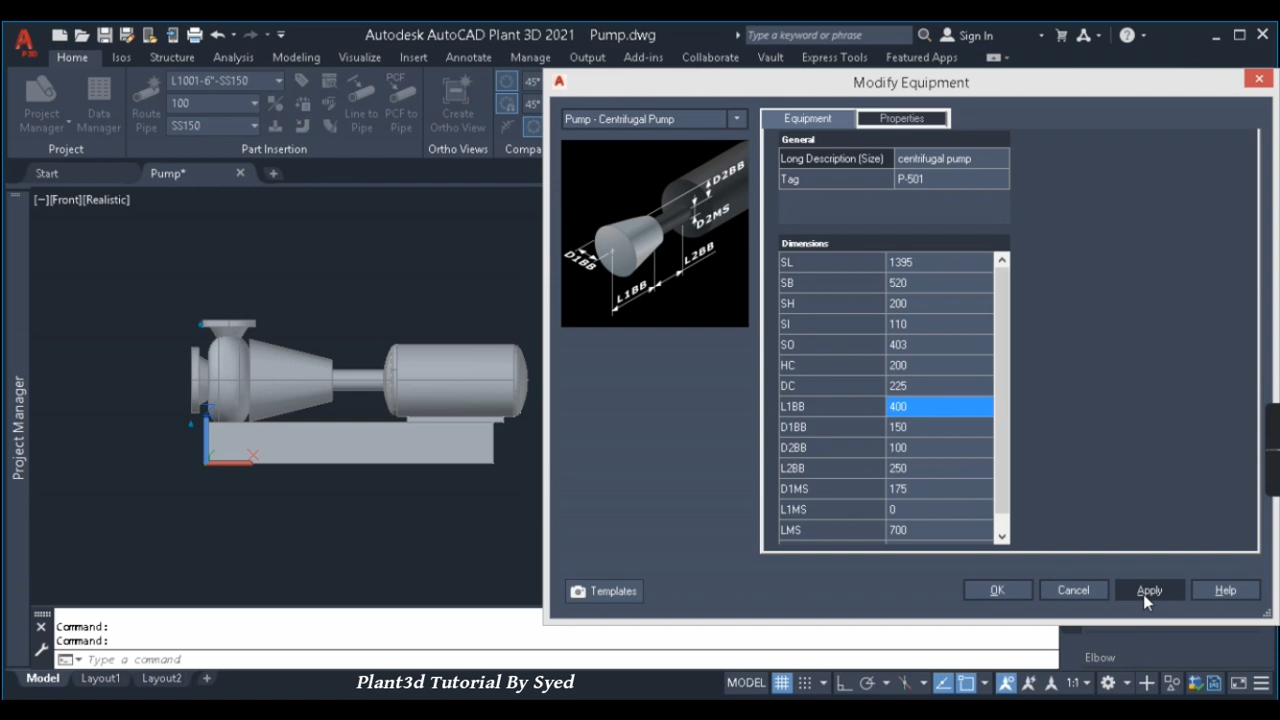 Autodesk AutoCAD Plant 3D 2021 Pump.dwg
Type a keyword or phrase
Sign In
Home Isos Structure Analysis Modeling Visualize Insert Annotate Manage Output Add-ins Collaborate Vault Express Tools Featured Apps
Project Manager
Data Manager
Route Pipe
L1001-6"-SS150
100
SS150
Line to Pipe
PCF to Pipe
PCF
Create Ortho View
45°
45°
Project
Part Insertion
Ortho Views
Compa
Start
Pump*
[−][Front][Realistic]
Project Manager
Modify Equipment
Pump - Centrifugal Pump
D2BB
D2MS
D1BB
L2BB
L1BB
Equipment
Properties
General
Long Description (Size) centrifugal pump
Tag P-501
Dimensions
SL 1395
SB 520
SH 200
SI 110
SO 403
HC 200
DC 225
L1BB 400
D1BB 150
D2BB 100
L2BB 250
D1MS 175
L1MS 0
LMS 700
Templates
OK
Cancel
Apply
Help
Command:
Command:
Type a command
Elbow
Model
Layout1
Layout2
Plant3d Tutorial By Syed
MODEL
1:1